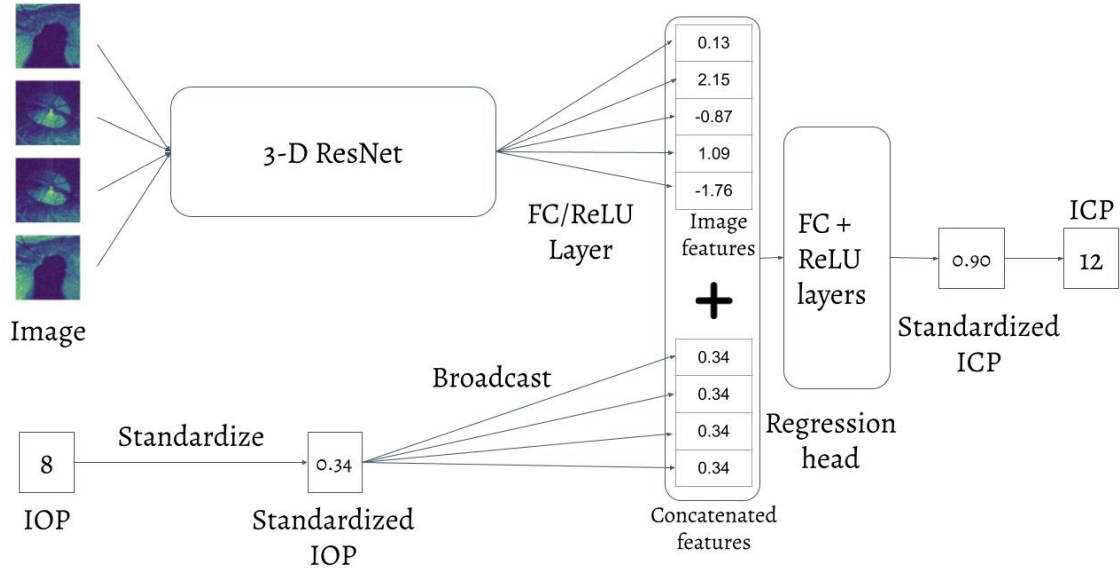 Image
3-D ResNet
FC/ReLU
Layer
0.13
2.15
-0.87
1.09
-1.76
Image
features
+
0.34
0.34
0.34
0.34
Concatenated
features
8
IOP
Standardize
0.34
Standardized
IOP
Broadcast
FC +
ReLU
layers
Regression
head
0.90
Standardized
ICP
ICP
12